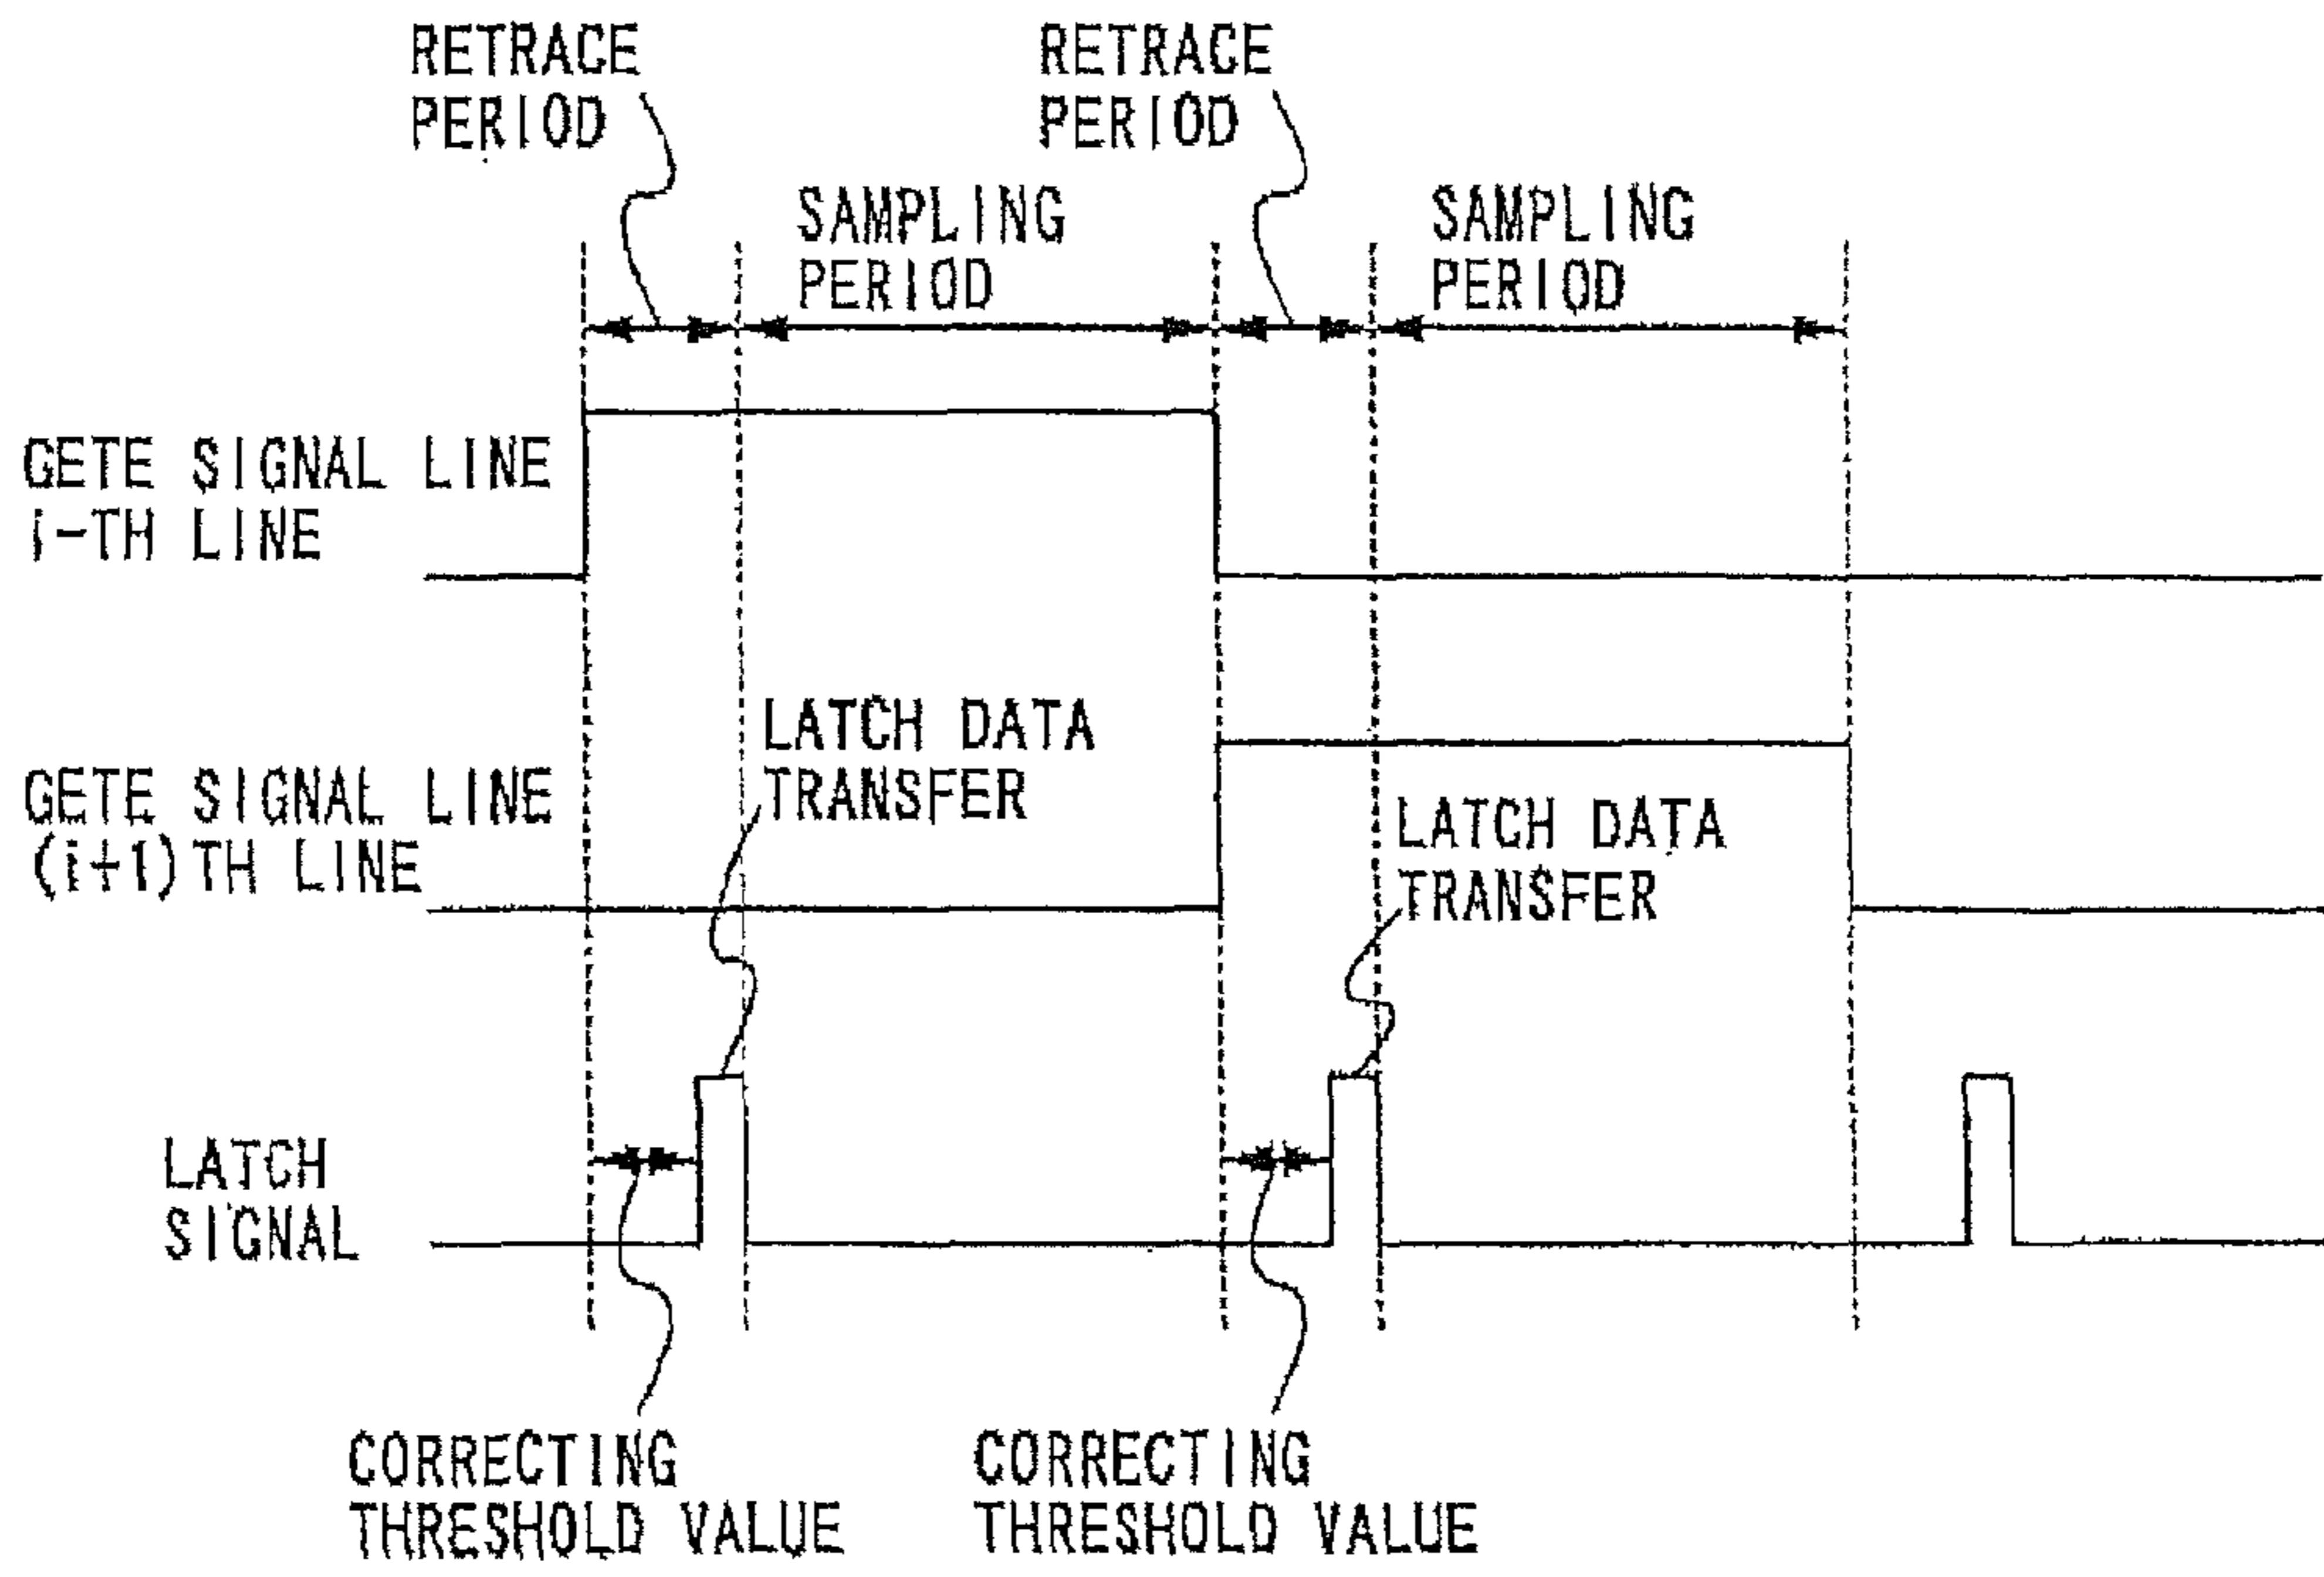 RETRACE
PERIOD
RETRACE
PERIOD
SAMPLING
PERIOD
SAMPLING
PERIOD
GETE SIGNAL LINE
i-TH LINE
LATCH DATA
TRANSFER
GETE SIGNAL LINE
(i+1)TH LINE
LATCH DATA
TRANSFER
LATCH
SIGNAL
CORRECTING
THRESHOLD VALUE
CORRECTING
THRESHOLD VALUE